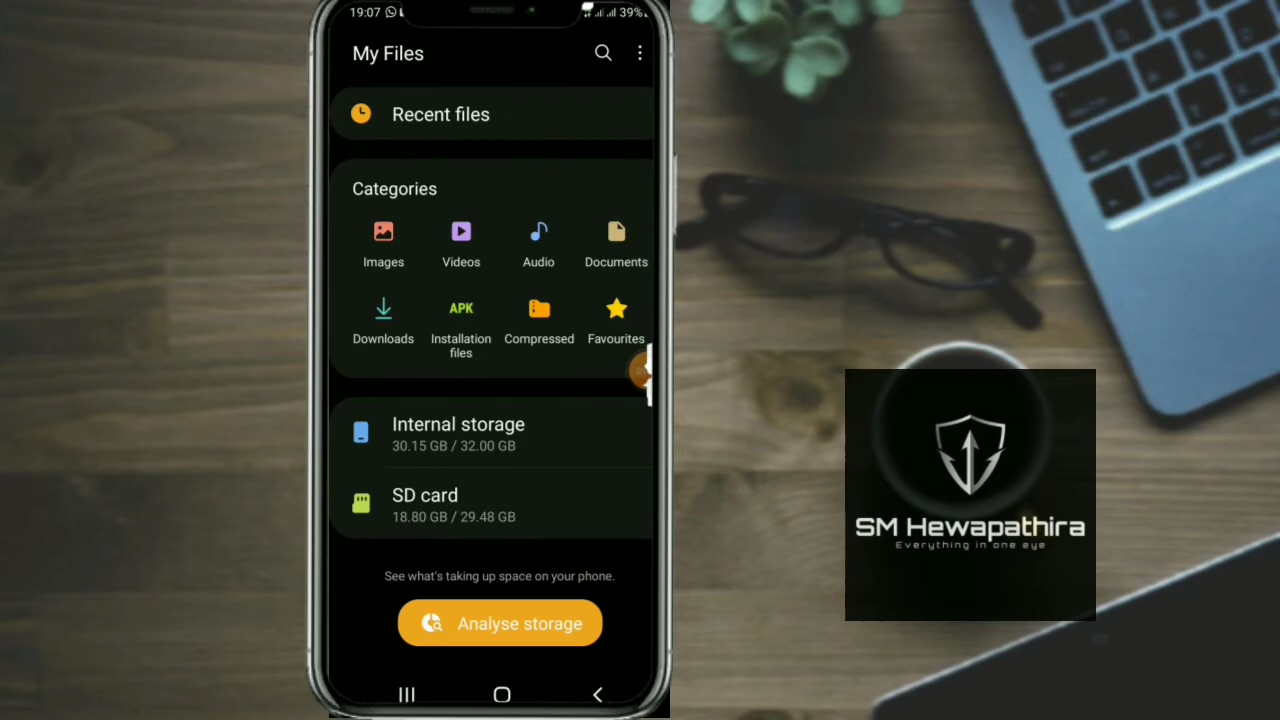 19:07
39%
My Files
Recent files
Categories
Images
Videos
Audio
Documents
Downloads
APK
Installation files
Compressed
Favourites
Internal storage
30.15 GB / 32.00 GB
SD card
18.80 GB / 29.48 GB
See what's taking up space on your phone.
Analyse storage
SM Hewapathira
Everything in one eye